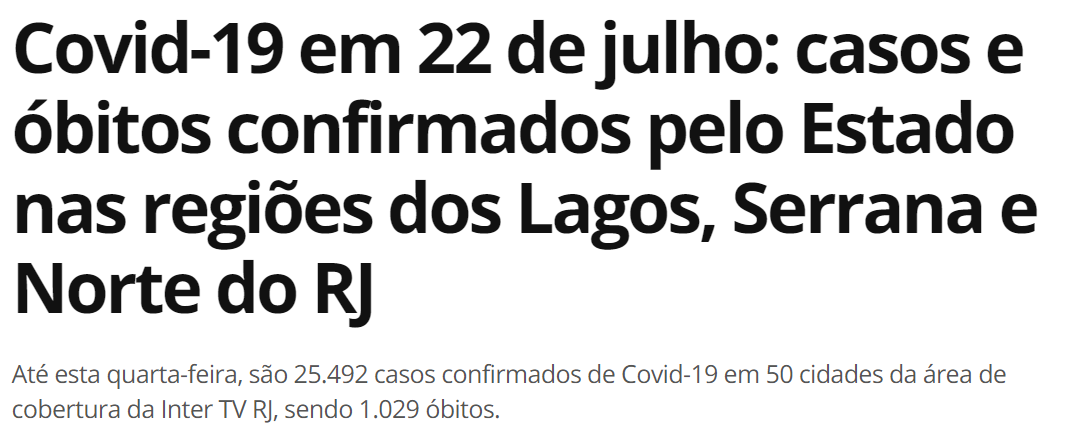 Covid-19 em 22 de julho: casos e
óbitos confirmados pelo Estado
nas regiões dos Lagos, Serrana e
Norte do RJ
Até esta quarta-feira, são 25.492 casos confirmados de Covid-19 em 50 cidades da área de
cobertura da Inter TV RJ, sendo 1.029 óbitos.